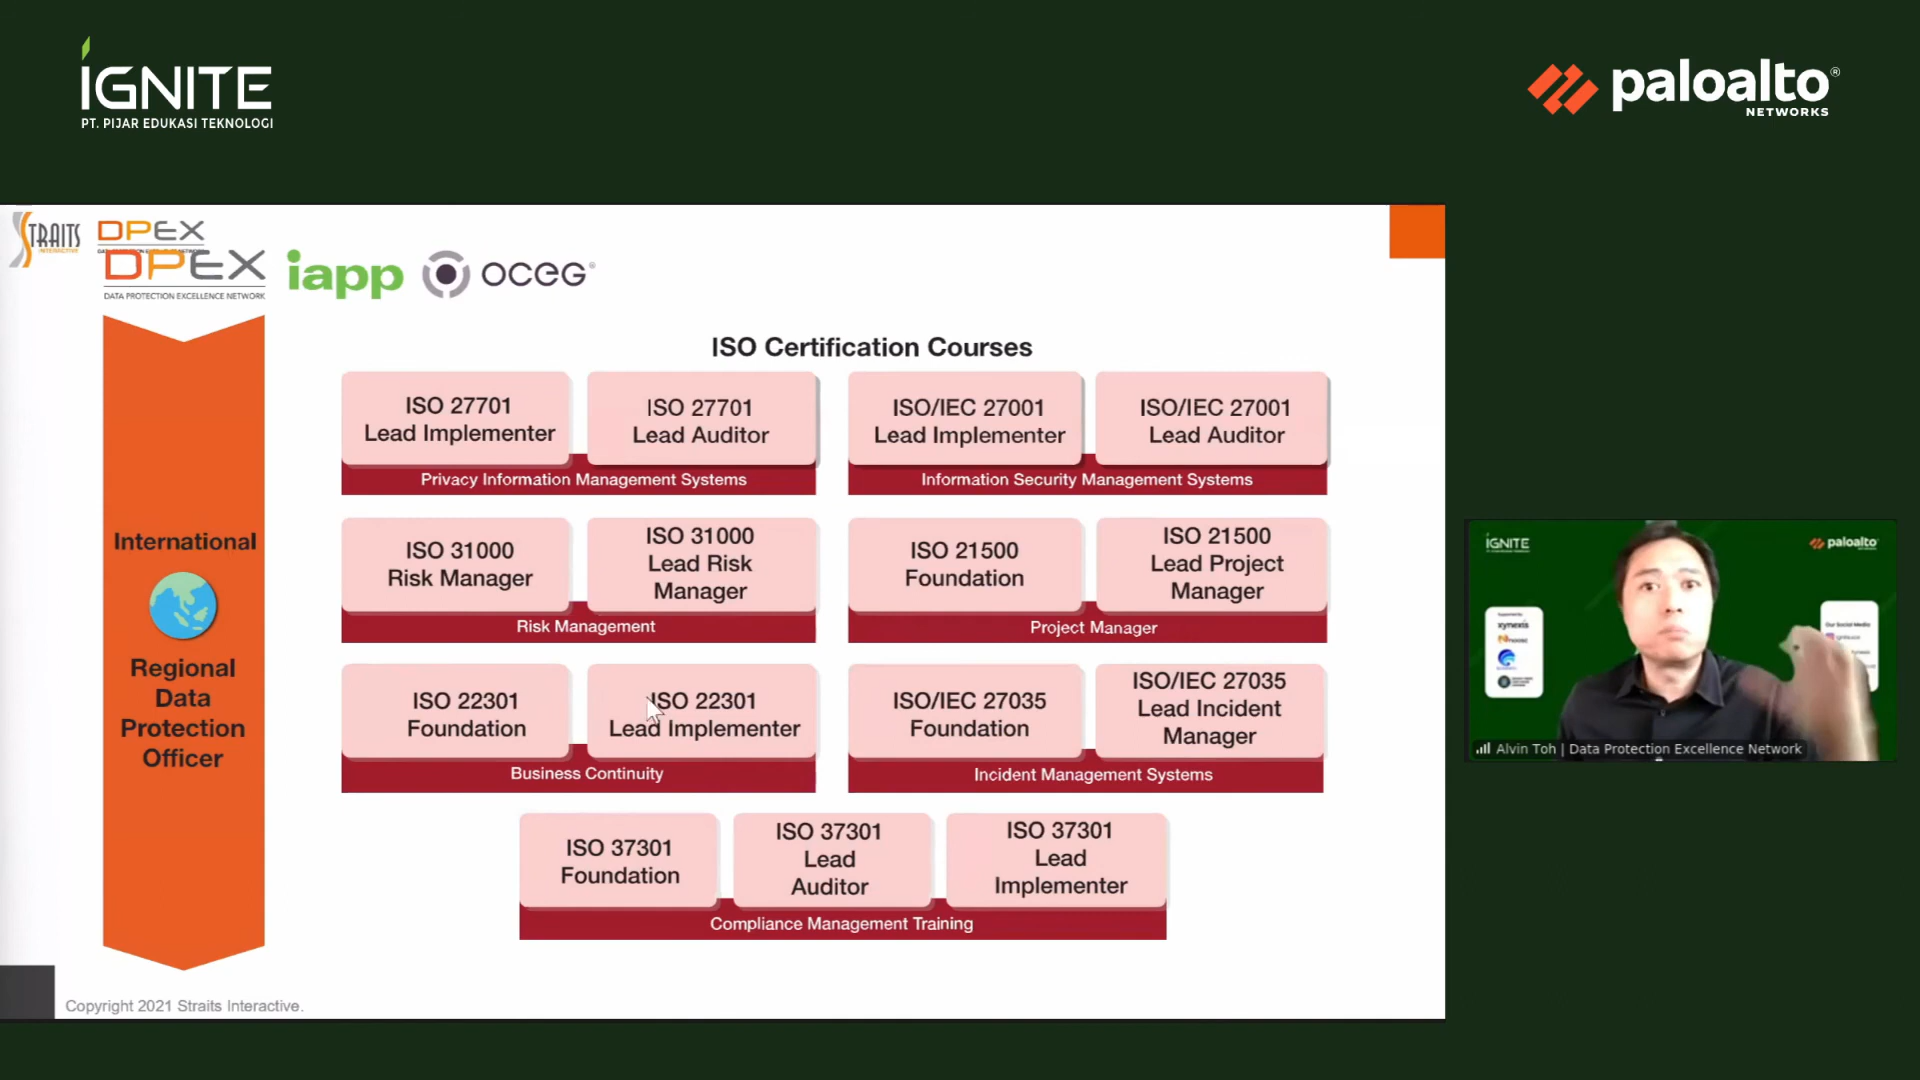 IGNITE
PT. PIJAR EDUKASI TEKNOLOGI
paloalto®
NETWORKS
STRAITS
INTERACTIVE
DPEX
DPEX
DATA PROTECTION EXCELLENCE NETWORK
iapp
OCEG®
ISO Certification Courses
ISO 27701
Lead Implementer
ISO 27701
Lead Auditor
Privacy Information Management Systems
ISO/IEC 27001
Lead Implementer
ISO/IEC 27001
Lead Auditor
Information Security Management Systems
International
Regional
Data
Protection
Officer
ISO 31000
Risk Manager
ISO 31000
Lead Risk
Manager
Risk Management
ISO 21500
Foundation
ISO 21500
Lead Project
Manager
Project Manager
ISO 22301
Foundation
ISO 22301
Lead Implementer
Business Continuity
ISO/IEC 27035
Foundation
ISO/IEC 27035
Lead Incident
Manager
Incident Management Systems
ISO 37301
Foundation
ISO 37301
Lead
Auditor
ISO 37301
Lead
Implementer
Compliance Management Training
Copyright 2021 Straits Interactive.
IGNITE
paloalto
xynexis
Our Social Media
Alvin Toh | Data Protection Excellence Network